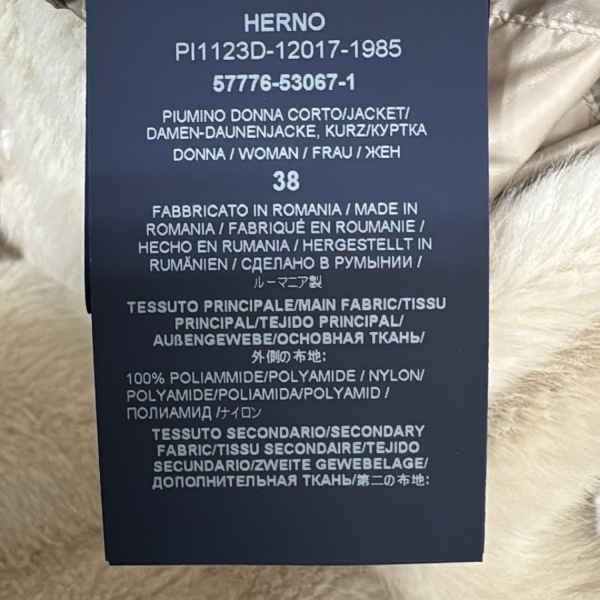 HERNO
PI1123D-12017-1985
57776-53067-1
PIUMINO DONNA CORTO/JACKET/
DAMEN-DAUNENJACKE, KURZ/КУРТКА
DONNA / WOMAN / FRAU / ЖЕН
38
FABBRICATO IN ROMANIA / MADE IN
ROMANIA / FABRIQUÉ EN ROUMANIE /
HECHO EN RUMANIA / HERGESTELLT IN
RUMÄNIEN / СДЕЛАНО В РУМЫНИИ /
ルーマニア製
TESSUTO PRINCIPALE/MAIN FABRIC/TISSU
PRINCIPAL/TEJIDO PRINCIPAL/
AUßENGEWEBE/ОСНОВНАЯ ТКАНЬ/
外側の布地:
100% POLIAMMIDE/POLYAMIDE / NYLON/
POLYAMIDE/POLIAMIDA/POLYAMID /
ПОЛИАМИД /ナイロン
TESSUTO SECONDARIO/SECONDARY
FABRIC/TISSU SECONDAIRE/TEJIDO
SECUNDARIO/ZWEITE GEWEBELAGE/
ДОПОЛНИТЕЛЬНАЯ ТКАНЬ/第二の布地: